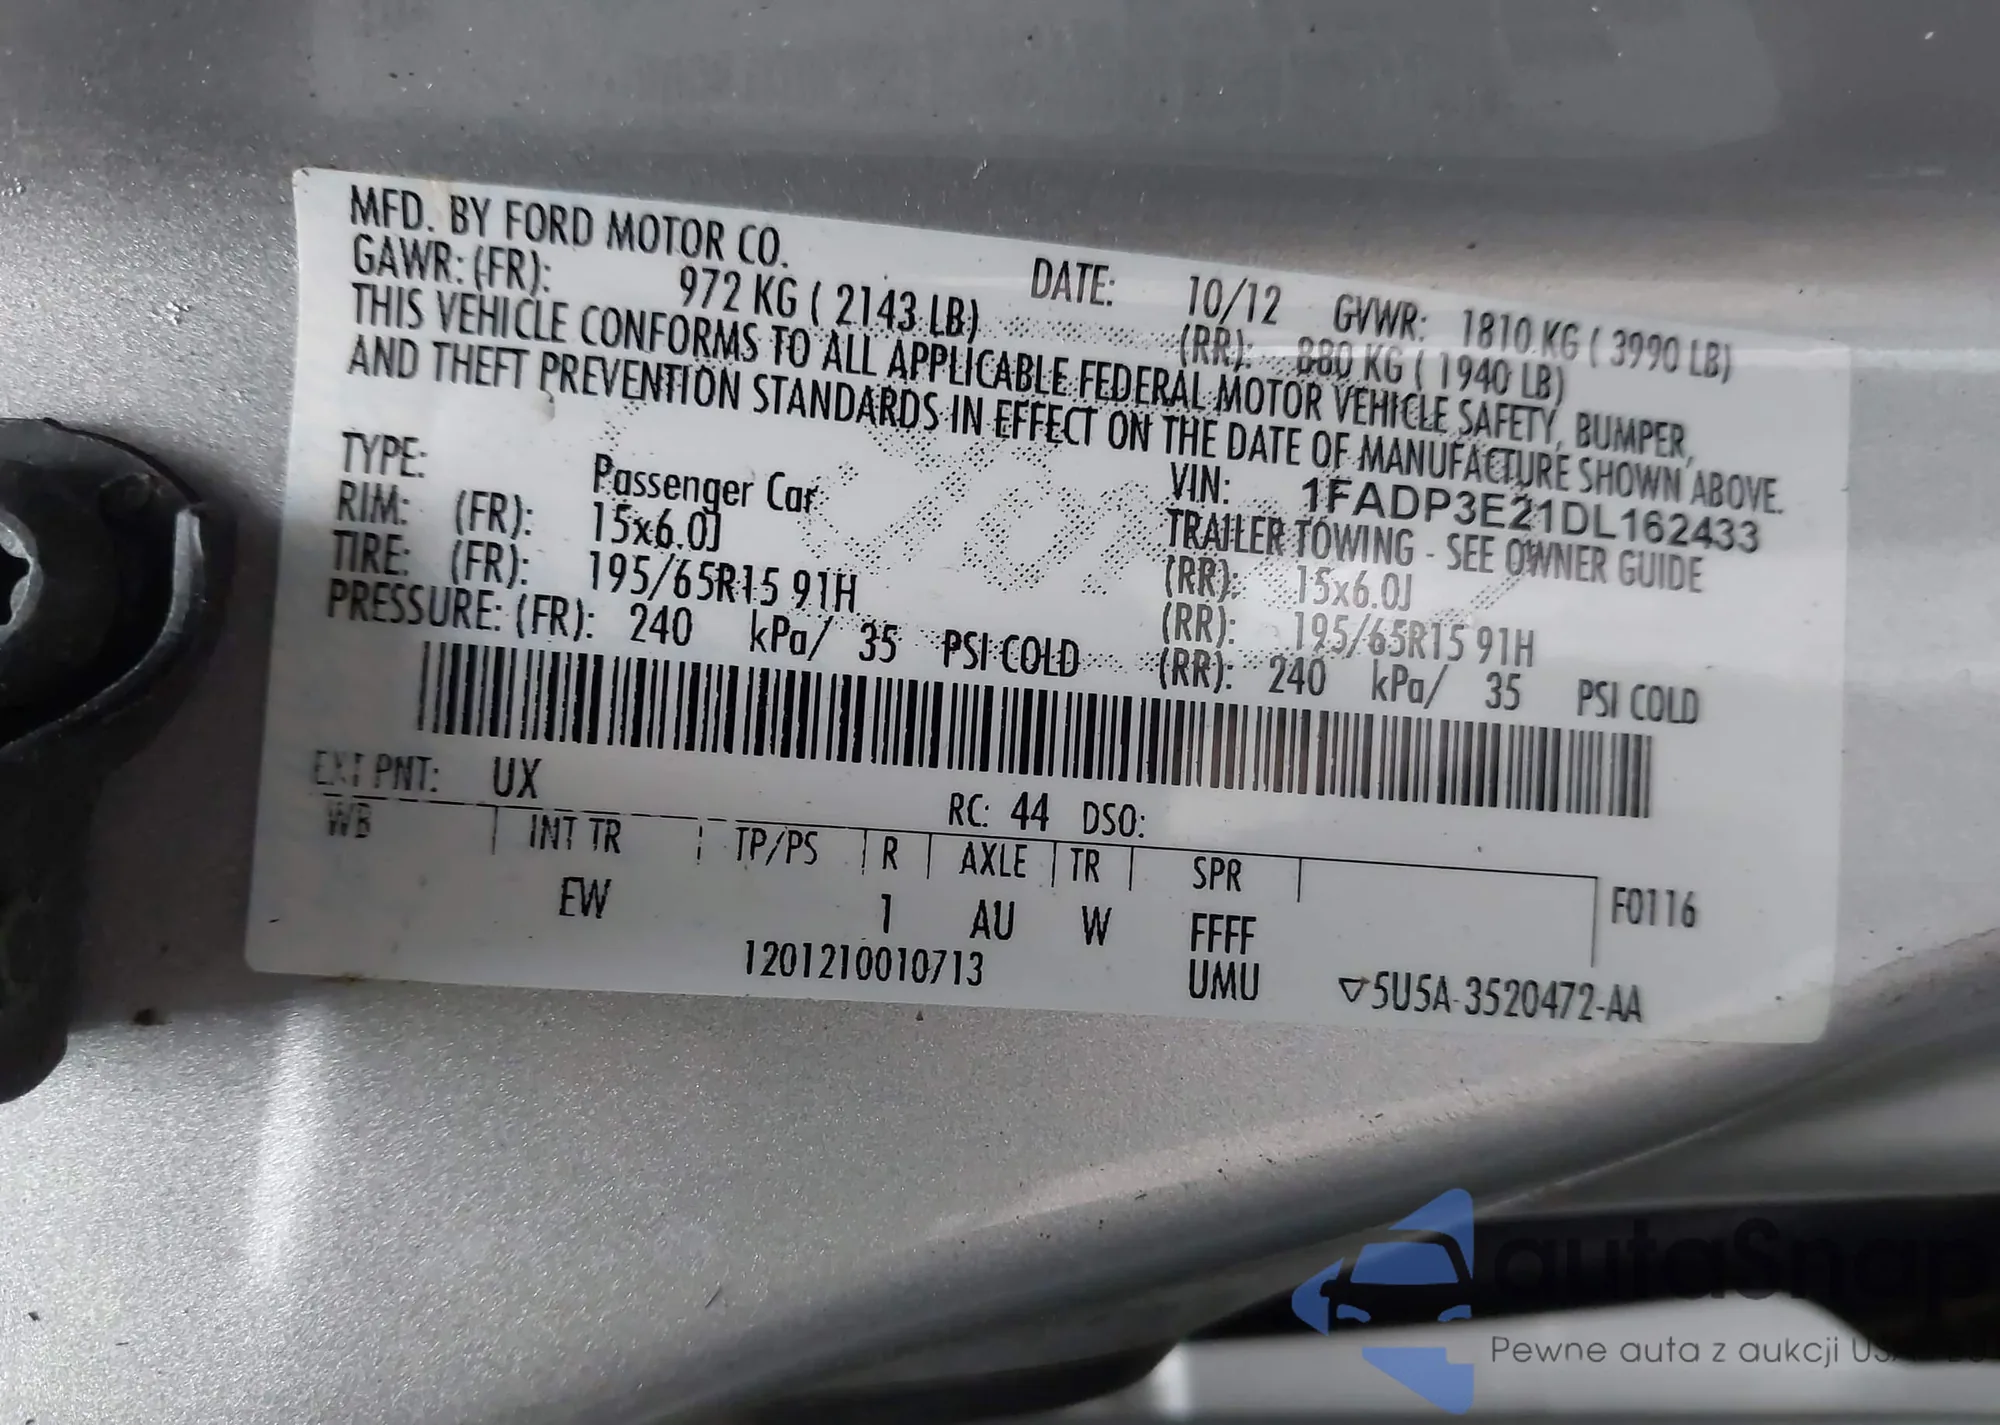 MFD. BY FORD MOTOR CO. DATE: 10/12 GVWR: 1810 KG ( 3990 LB)
GAWR: (FR): 972 KG ( 2143 LB) (RR): 880 KG ( 1940 LB)
THIS VEHICLE CONFORMS TO ALL APPLICABLE FEDERAL MOTOR VEHICLE SAFETY, BUMPER,
AND THEFT PREVENTION STANDARDS IN EFFECT ON THE DATE OF MANUFACTURE SHOWN ABOVE.
VIN: 1FADP3E21DL162433
TYPE: Passenger Car TRAILER TOWING - SEE OWNER GUIDE
RIM: (FR): 15x6.0J (RR): 15x6.0J
TIRE: (FR): 195/65R15 91H (RR): 195/65R15 91H
PRESSURE: (FR): 240 kPa/ 35 PSI COLD (RR): 240 kPa/ 35 PSI COLD
EXT PNT: UX RC: 44 DSO:
WB INT TR TP/PS R AXLE TR SPR F0116
EW 1 AU W FFFF
1201210010713 UMU ▽5U5A-3520472-AA
autaSnap
Pewne auta z aukcji